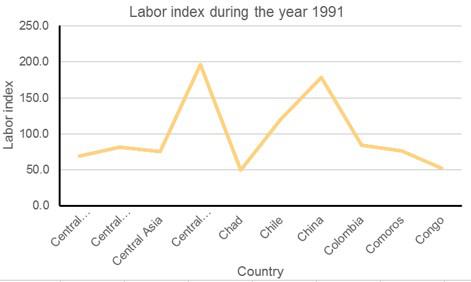 Labor index during the year 1991
250.0
200.0
150.0
100.0
50.0
0.0
Labor index
Central...
Central...
Central Asia
Central...
Chad
Chile
China
Colombia
Comoros
Congo
Country